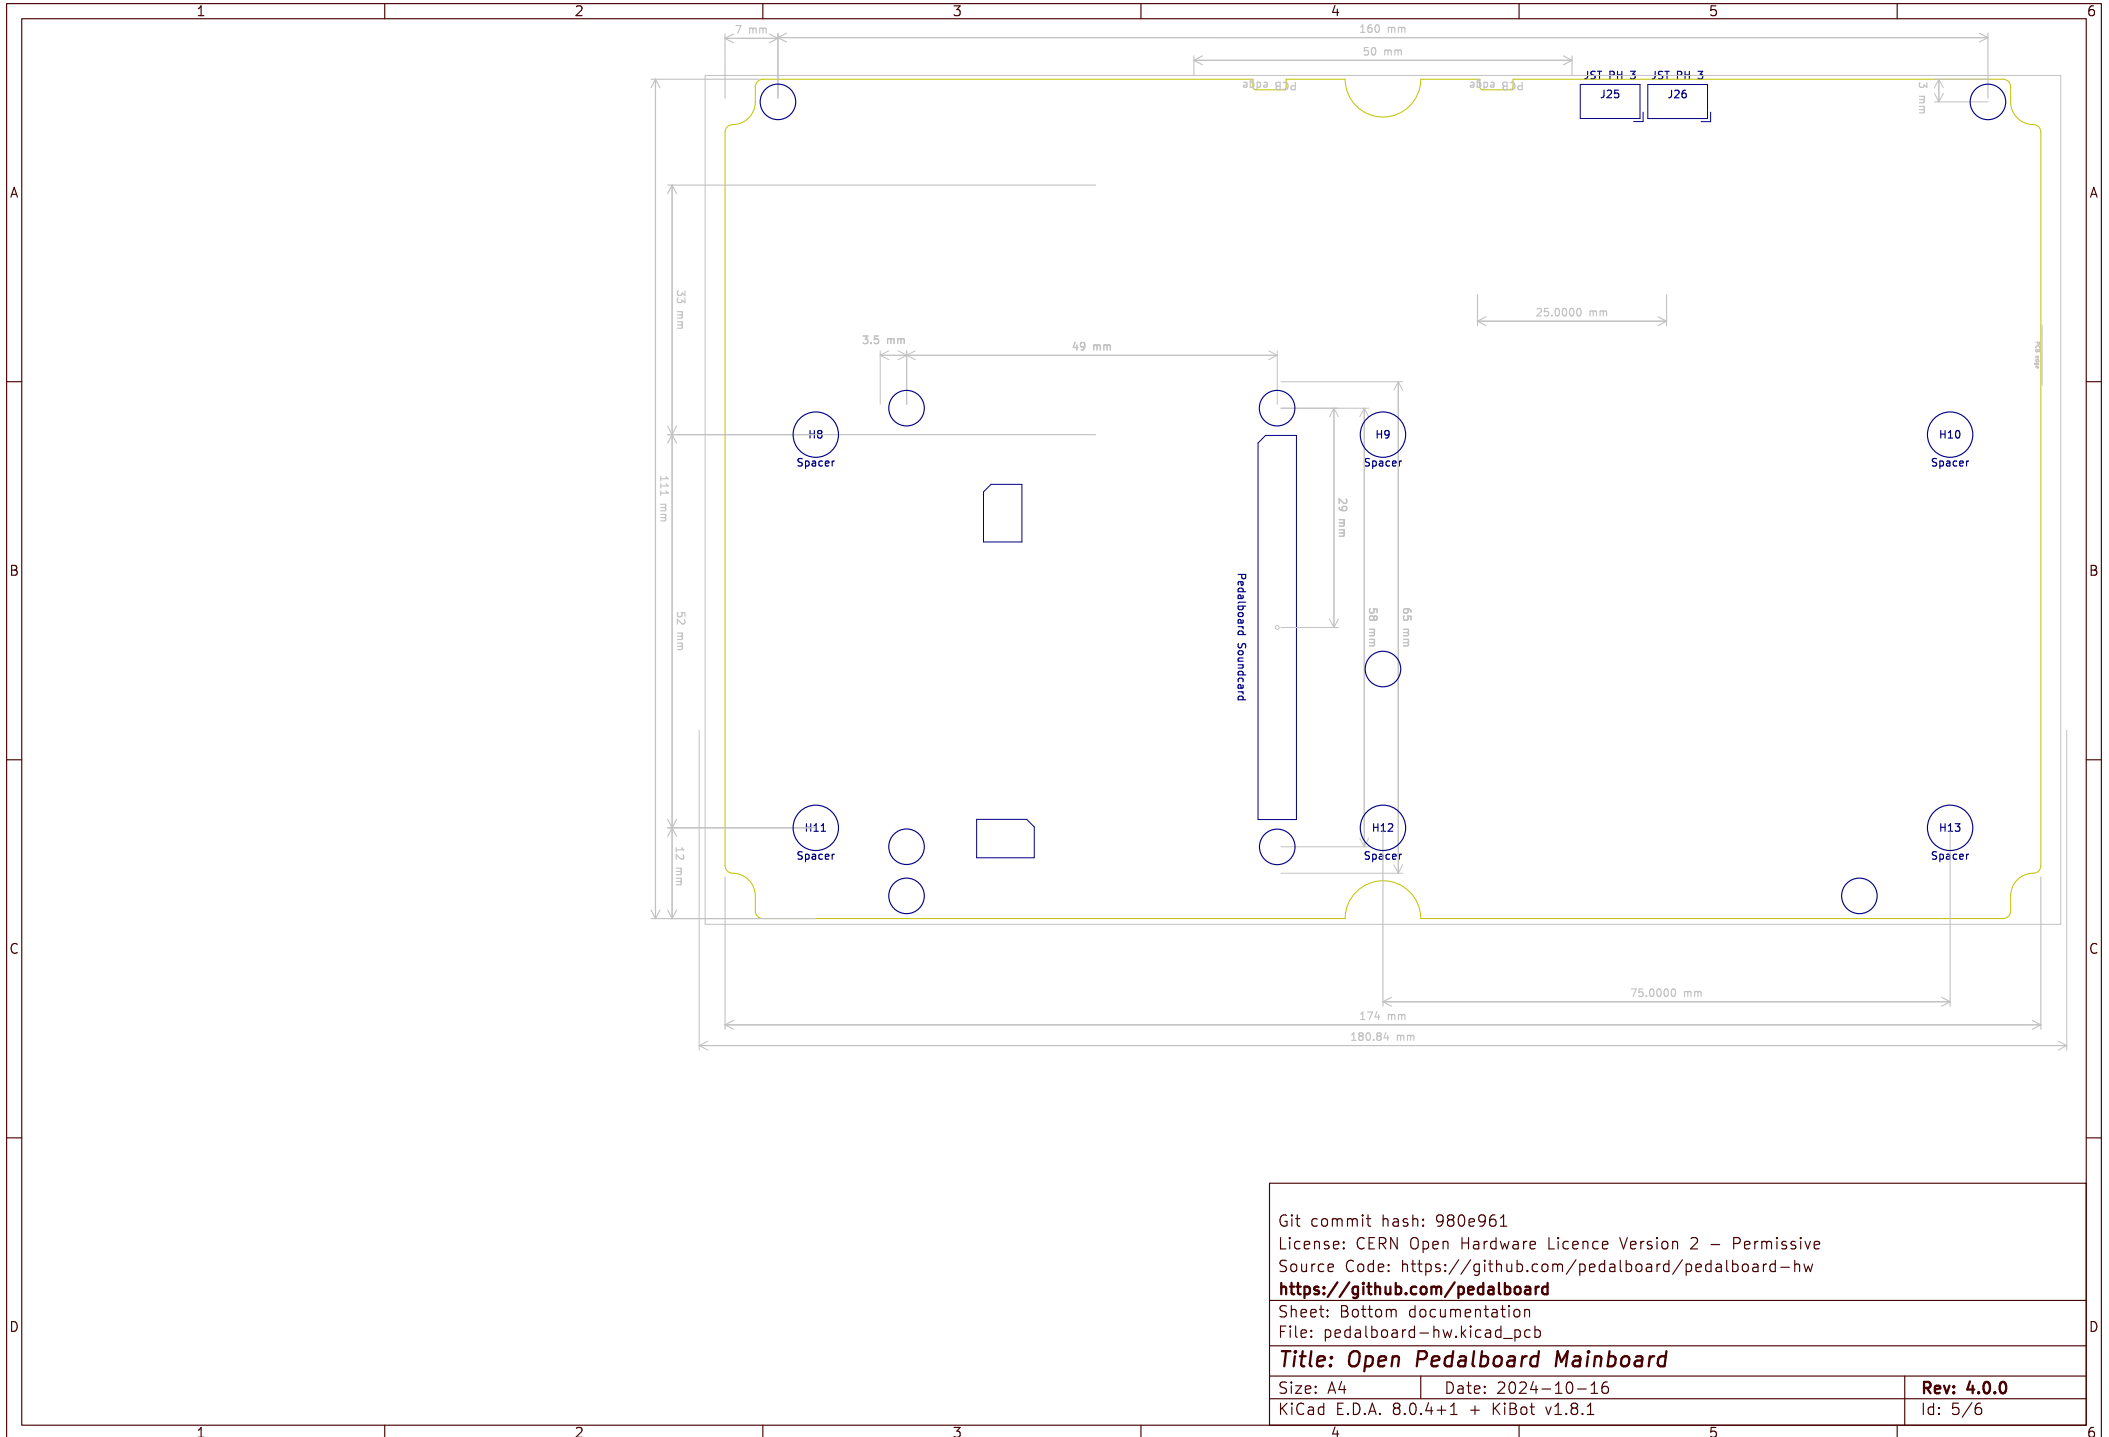 1 2 3 4 5 6
7 mm
160 mm
50 mm
PCB edge
PCB edge
JST PH 3
JST PH 3
J25
J26
3 mm
A
A
33 mm
25.0000 mm
3.5 mm
49 mm
PCB edge
H8
Spacer
H9
Spacer
H10
Spacer
111 mm
29 mm
B
B
Pedalboard Soundcard
52 mm
58 mm
65 mm
H11
Spacer
H12
Spacer
H13
Spacer
12 mm
C
C
75.0000 mm
174 mm
180.84 mm
Git commit hash: 980e961
License: CERN Open Hardware Licence Version 2 - Permissive
Source Code: https://github.com/pedalboard/pedalboard-hw
https://github.com/pedalboard
Sheet: Bottom documentation
File: pedalboard-hw.kicad_pcb
D
D
Title: Open Pedalboard Mainboard
Size: A4
Date: 2024-10-16
Rev: 4.0.0
KiCad E.D.A. 8.0.4+1 + KiBot v1.8.1
Id: 5/6
1 2 3 4 5 6